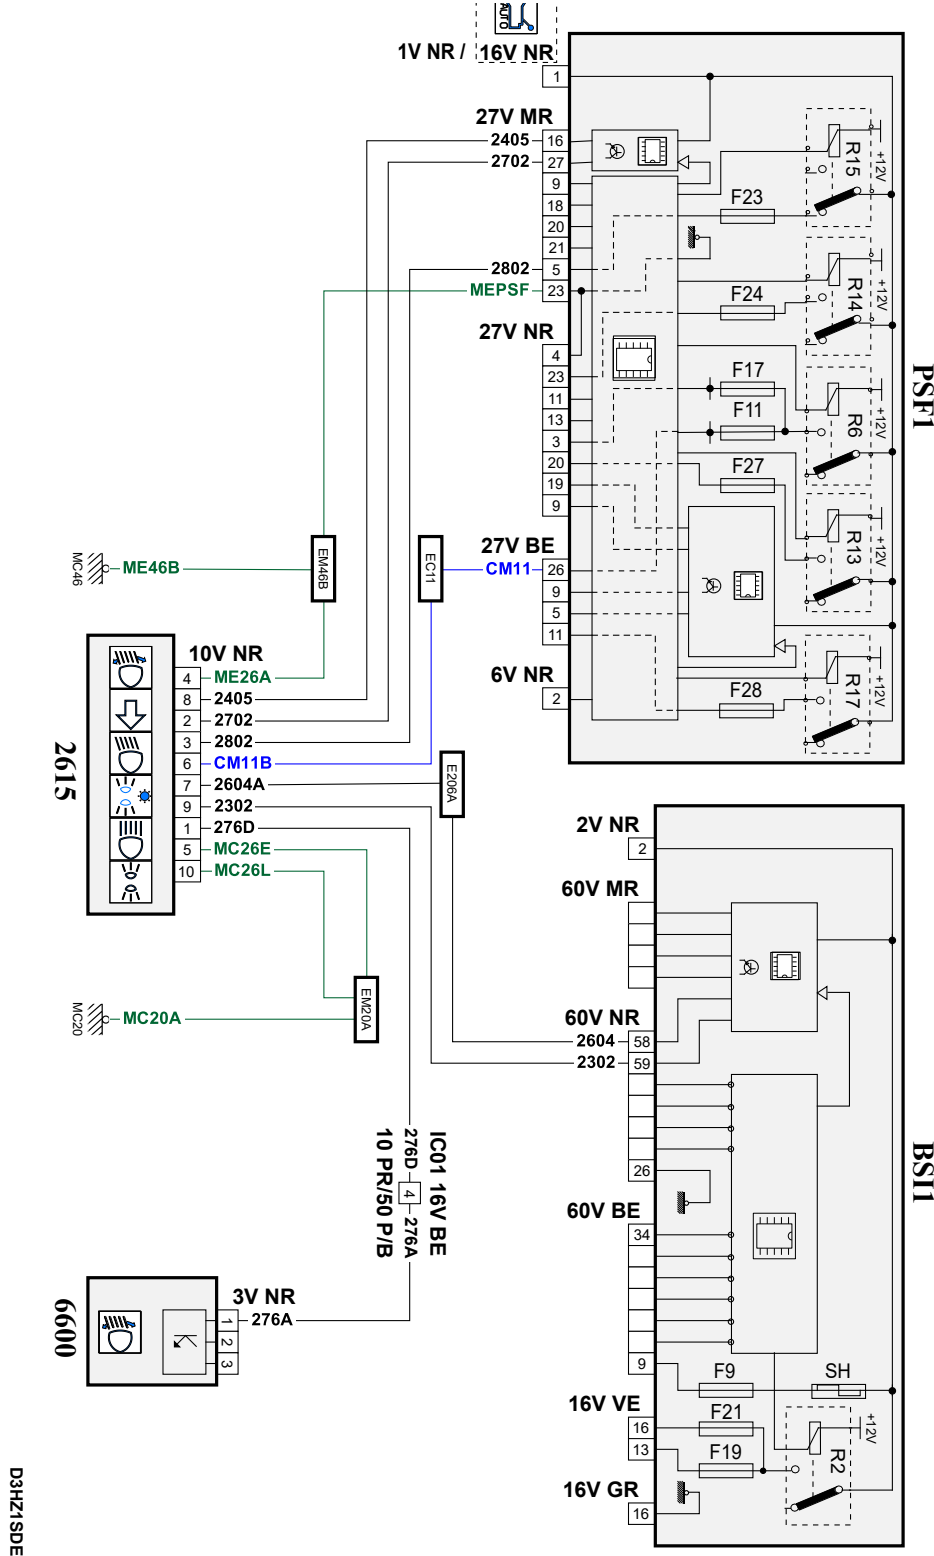 AUTO
1V NR / 16V NR
1
27V MR
2405 16
2702 27
9
18
20
21
2802 5
MEPSF 23
27V NR
4
23
11
13
3
20
19
9
27V BE
CM11 26
9
5
11
6V NR
2
R15
+12V
F23
R14
+12V
F24
F17
F11
R6
+12V
F27
R13
+12V
R17
+12V
F28
PSF1
EM46B
EC11
MC46
ME46B
10V NR
4 ME26A
8 2405
2 2702
3 2802
6 CM11B
7 2604A
9 2302
1 276D
5 MC26E
10 MC26L
2615
E206A
EM20A
MC20
MC20A
2V NR
2
60V MR
60V NR
2604 58
2302 59
26
60V BE
34
9
16V VE
16
13
16V GR
16
F9
SH
F21
F19
R2
+12V
BSI1
IC01 16V BE
276D 4 276A
10 PR/50 P/B
3V NR
1 276A
2
3
6600
D3HZ1SDE